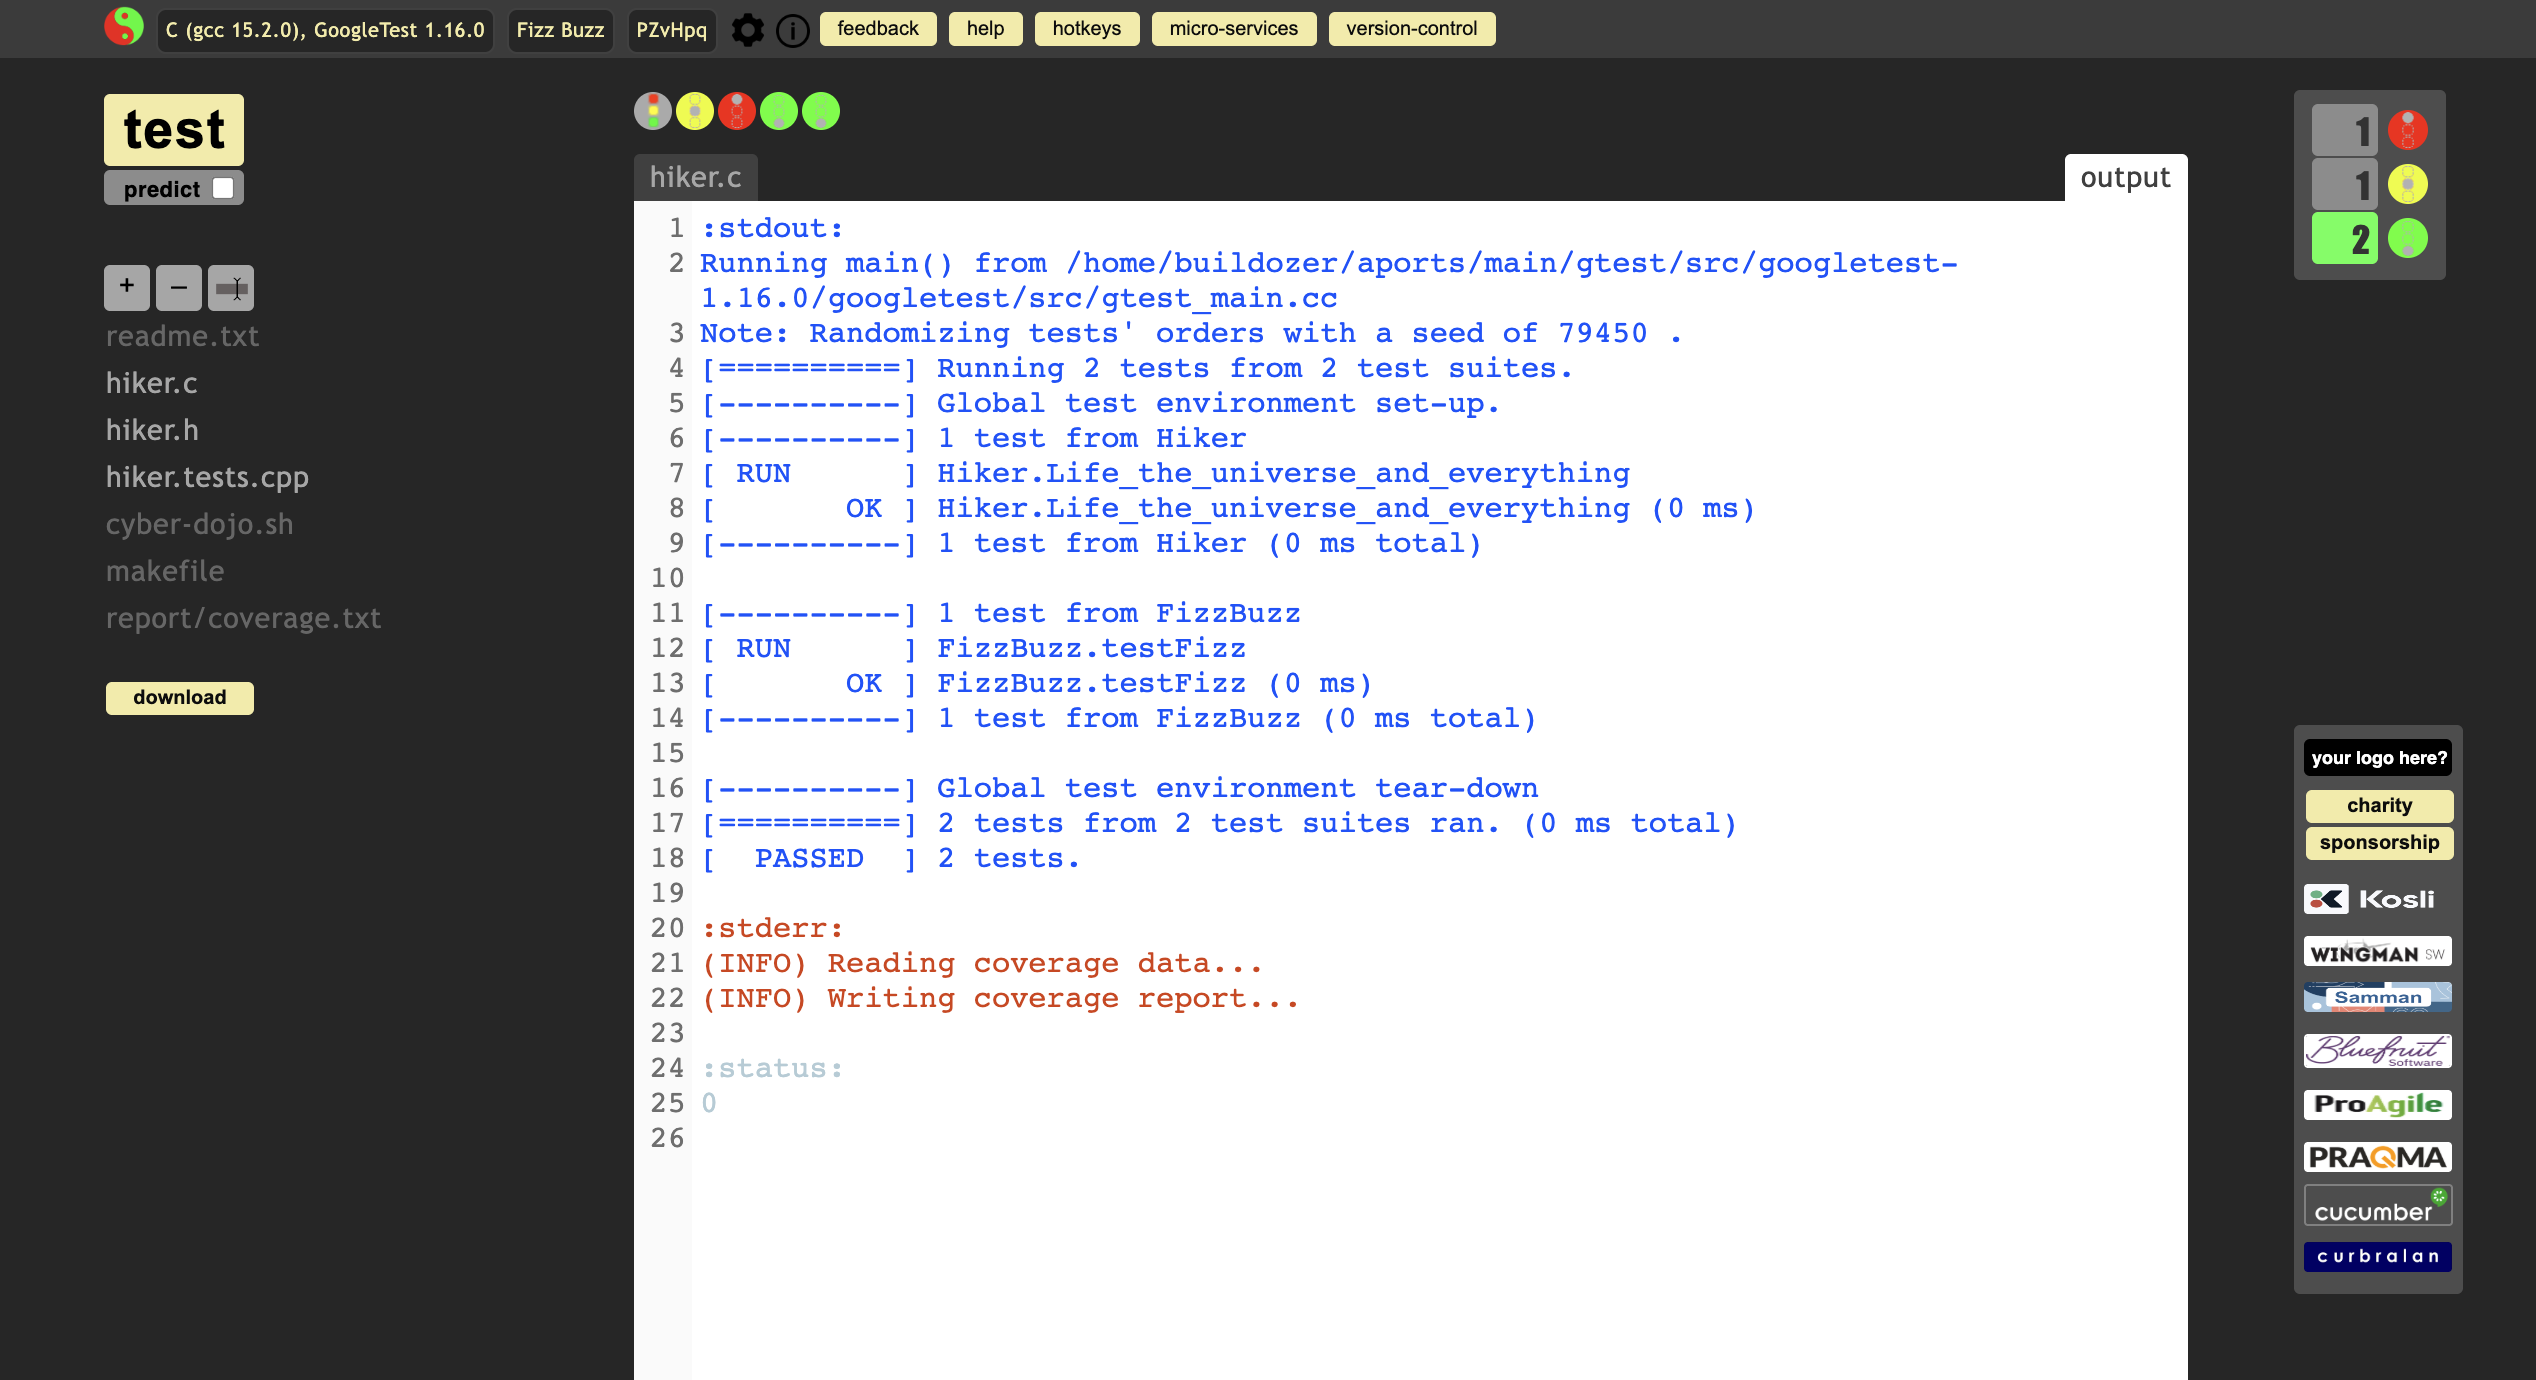 C (gcc 15.2.0), GoogleTest 1.16.0 Fizz Buzz PZvHpq i feedback help hotkeys micro-services version-control
test
predict
+ −
readme.txt
hiker.c
hiker.h
hiker.tests.cpp
cyber-dojo.sh
makefile
report/coverage.txt
download
hiker.c output
1 :stdout:
2 Running main() from /home/buildozer/aports/main/gtest/src/googletest-
1.16.0/googletest/src/gtest_main.cc
3 Note: Randomizing tests' orders with a seed of 79450 .
4 [==========] Running 2 tests from 2 test suites.
5 [----------] Global test environment set-up.
6 [----------] 1 test from Hiker
7 [ RUN      ] Hiker.Life_the_universe_and_everything
8 [       OK ] Hiker.Life_the_universe_and_everything (0 ms)
9 [----------] 1 test from Hiker (0 ms total)
10
11 [----------] 1 test from FizzBuzz
12 [ RUN      ] FizzBuzz.testFizz
13 [       OK ] FizzBuzz.testFizz (0 ms)
14 [----------] 1 test from FizzBuzz (0 ms total)
15
16 [----------] Global test environment tear-down
17 [==========] 2 tests from 2 test suites ran. (0 ms total)
18 [  PASSED  ] 2 tests.
19
20 :stderr:
21 (INFO) Reading coverage data...
22 (INFO) Writing coverage report...
23
24 :status:
25 0
26
1
1
2
your logo here?
charity
sponsorship
Kosli
WINGMAN SW
Samman
Bluefruit Software
ProAgile
PRAQMA
cucumber
curbralan